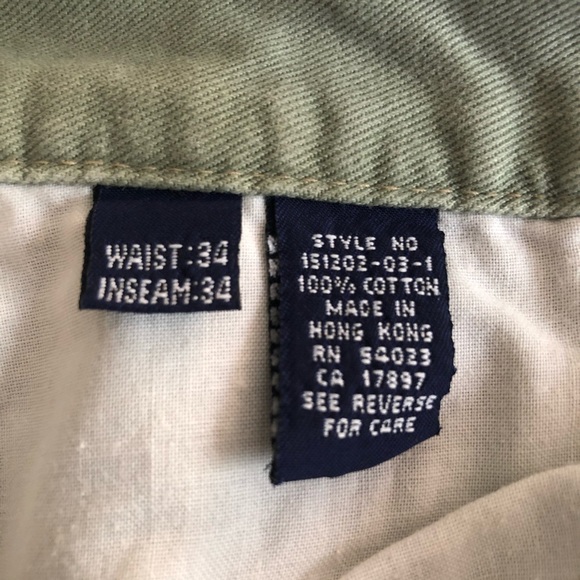 WAIST:34
INSEAM:34
STYLE NO
151202-03-1
100% COTTON
MADE IN
HONG KONG
RN 54023
CA 17897
SEE REVERSE
FOR CARE